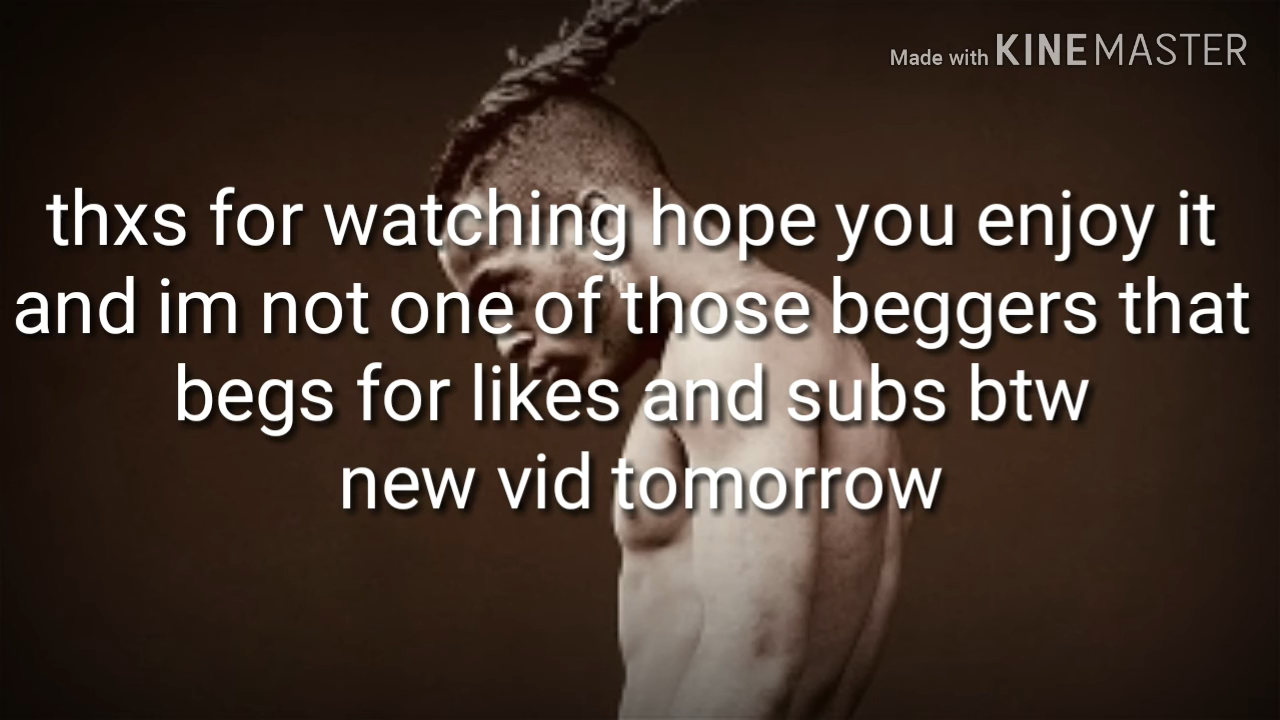 Made with KINEMASTER
thxs for watching hope you enjoy it
and im not one of those beggers that
begs for likes and subs btw
new vid tomorrow